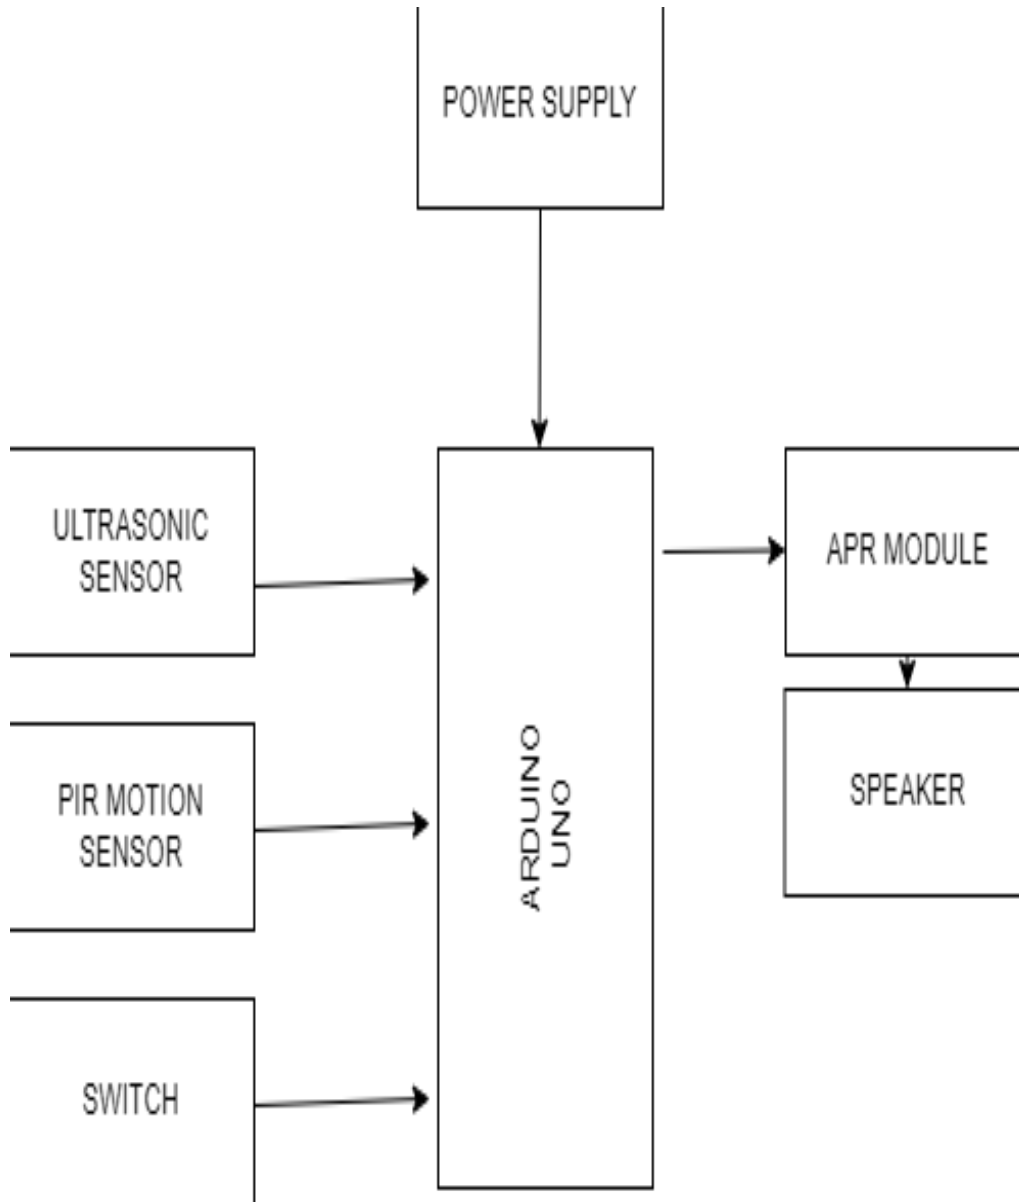 POWER SUPPLY
ULTRASONIC
SENSOR
APR MODULE
PIR MOTION
SENSOR
ARDUINO
UNO
SPEAKER
SWITCH